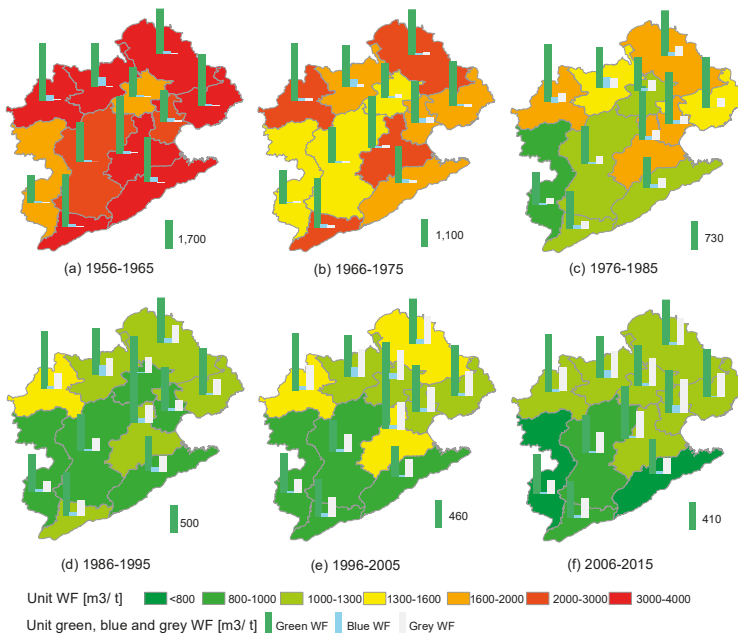 1,700
1,100
730
(a) 1956-1965
(b) 1966-1975
(c) 1976-1985
500
460
410
(d) 1986-1995
(e) 1996-2005
(f) 2006-2015
Unit WF [m3/ t] <800 800-1000 1000-1300 1300-1600 1600-2000 2000-3000 3000-4000
Unit green, blue and grey WF [m3/ t] Green WF Blue WF Grey WF